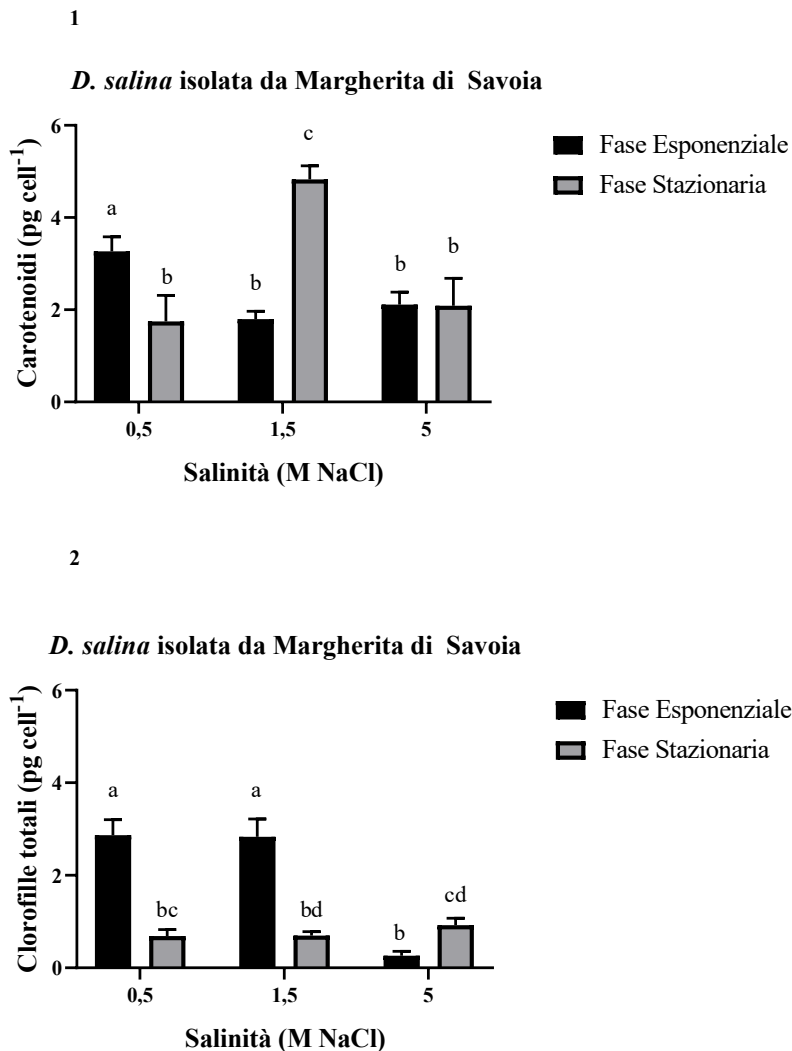 1
D. salina isolata da Margherita di Savoia
Carotenoidi (pg cell-1)
6
4
2
0
a
b
b
c
b
b
0,5
1,5
5
Salinità (M NaCl)
Fase Esponenziale
Fase Stazionaria
2
D. salina isolata da Margherita di Savoia
Clorofille totali (pg cell-1)
6
4
2
0
a
bc
a
bd
b
cd
0,5
1,5
5
Salinità (M NaCl)
Fase Esponenziale
Fase Stazionaria